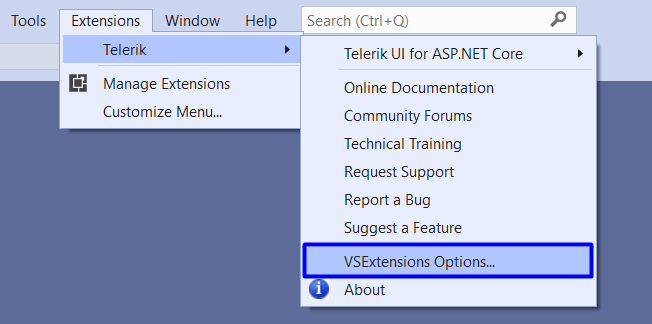 Tools Extensions Window Help Search (Ctrl+Q)
Telerik
Manage Extensions
Customize Menu...
Telerik UI for ASP.NET Core
Online Documentation
Community Forums
Technical Training
Request Support
Report a Bug
Suggest a Feature
VSExtensions Options...
About